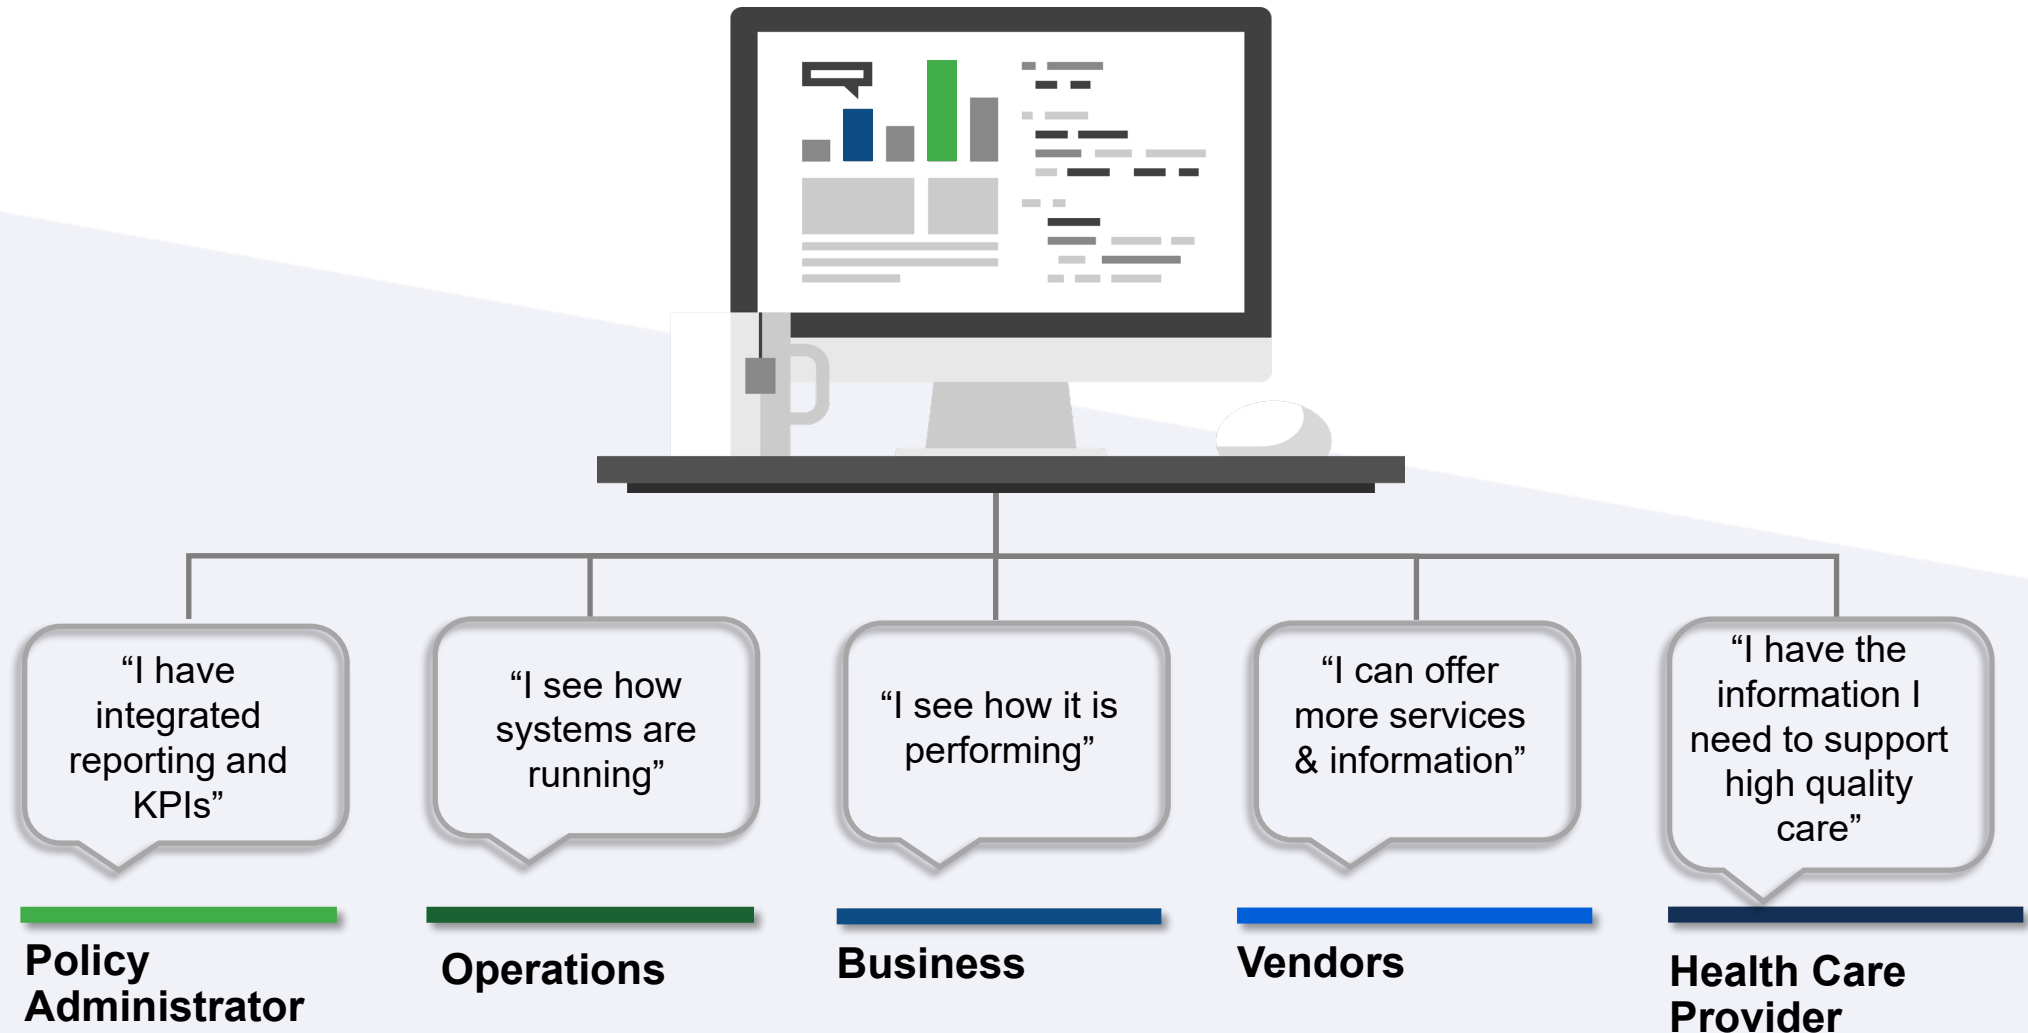 “I have
integrated
reporting and
KPIs”
“I see how
systems are
running”
“I see how it is
performing”
“I can offer
more services
& information”
“I have the
information I
need to support
high quality
care”
Policy
Administrator
Operations
Business
Vendors
Health Care
Provider